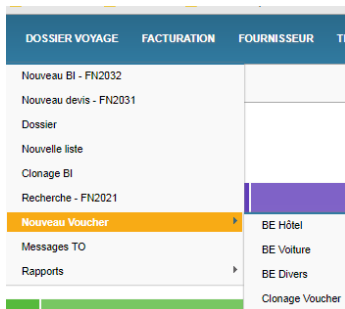 DOSSIER VOYAGE FACTURATION FOURNISSEUR
Nouveau BI - FN2032
Nouveau devis - FN2031
Dossier
Nouvelle liste
Clonage BI
Recherche - FN2021
Nouveau Voucher
Messages TO
Rapports
BE Hôtel
BE Voiture
BE Divers
Clonage Voucher